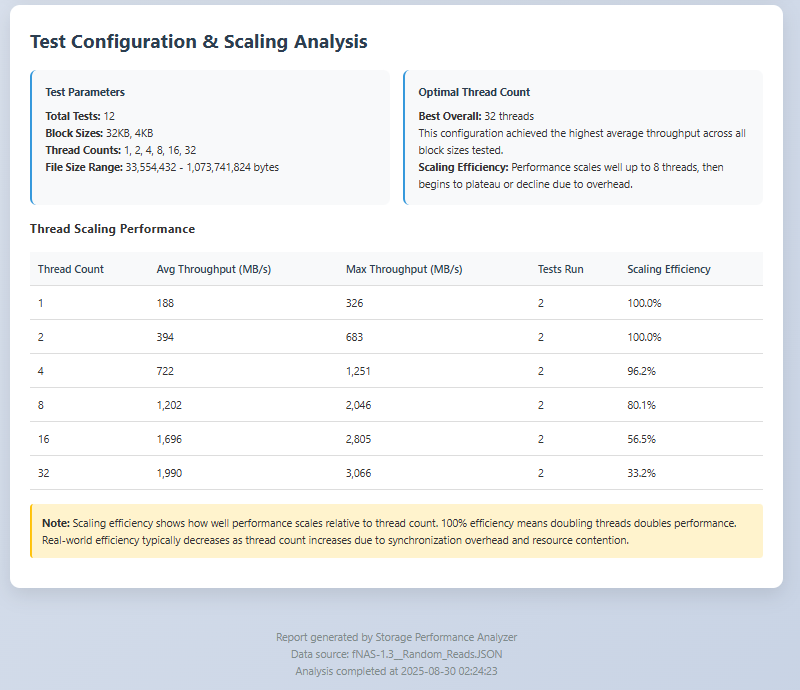 Test Configuration & Scaling Analysis
Test Parameters
Total Tests: 12
Block Sizes: 32KB, 4KB
Thread Counts: 1, 2, 4, 8, 16, 32
File Size Range: 33,554,432 - 1,073,741,824 bytes
Optimal Thread Count
Best Overall: 32 threads
This configuration achieved the highest average throughput across all
block sizes tested.
Scaling Efficiency: Performance scales well up to 8 threads, then
begins to plateau or decline due to overhead.
Thread Scaling Performance
Thread Count Avg Throughput (MB/s) Max Throughput (MB/s) Tests Run Scaling Efficiency
1 188 326 2 100.0%
2 394 683 2 100.0%
4 722 1,251 2 96.2%
8 1,202 2,046 2 80.1%
16 1,696 2,805 2 56.5%
32 1,990 3,066 2 33.2%
Note: Scaling efficiency shows how well performance scales relative to thread count. 100% efficiency means doubling threads doubles performance.
Real-world efficiency typically decreases as thread count increases due to synchronization overhead and resource contention.
Report generated by Storage Performance Analyzer
Data source: fNAS-1.3__Random_Reads.JSON
Analysis completed at 2025-08-30 02:24:23